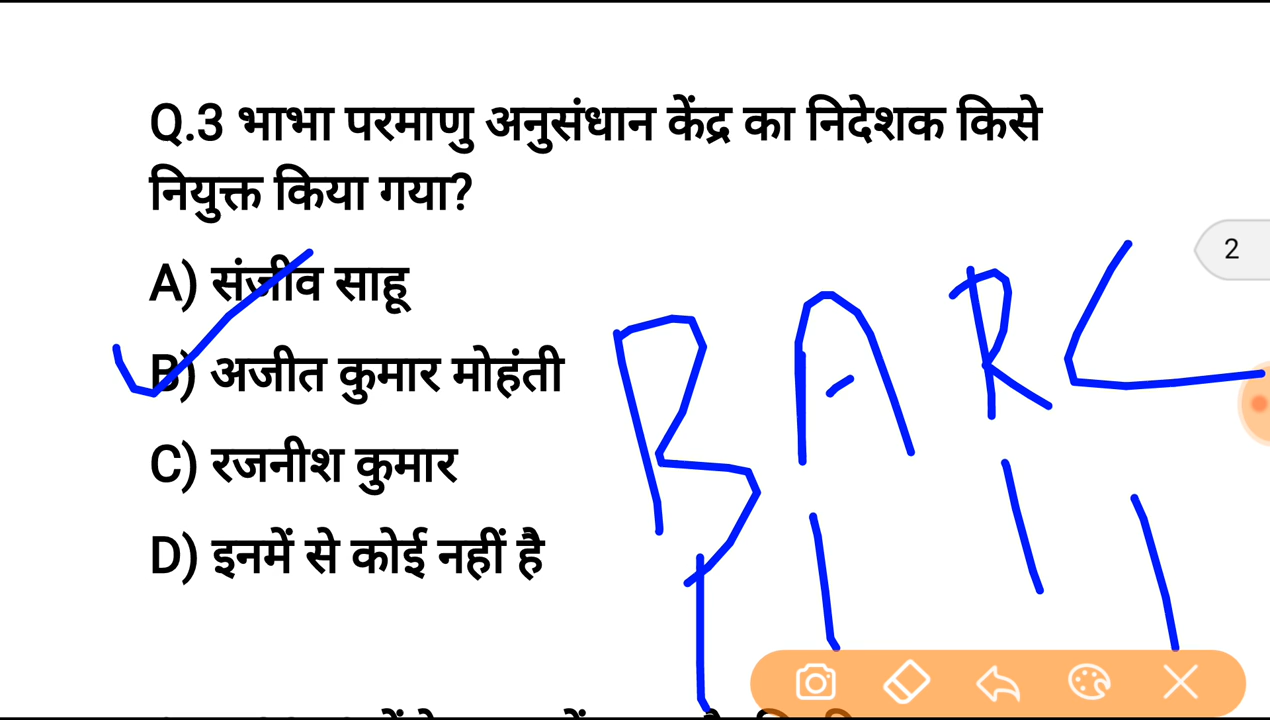 Q.3 भाभा परमाणु अनुसंधान केंद्र का निदेशक किसे
नियुक्त किया गया?
A) संजीव साहू
B) अजीत कुमार मोहंती
C) रजनीश कुमार
D) इनमें से कोई नहीं है
BARC
2